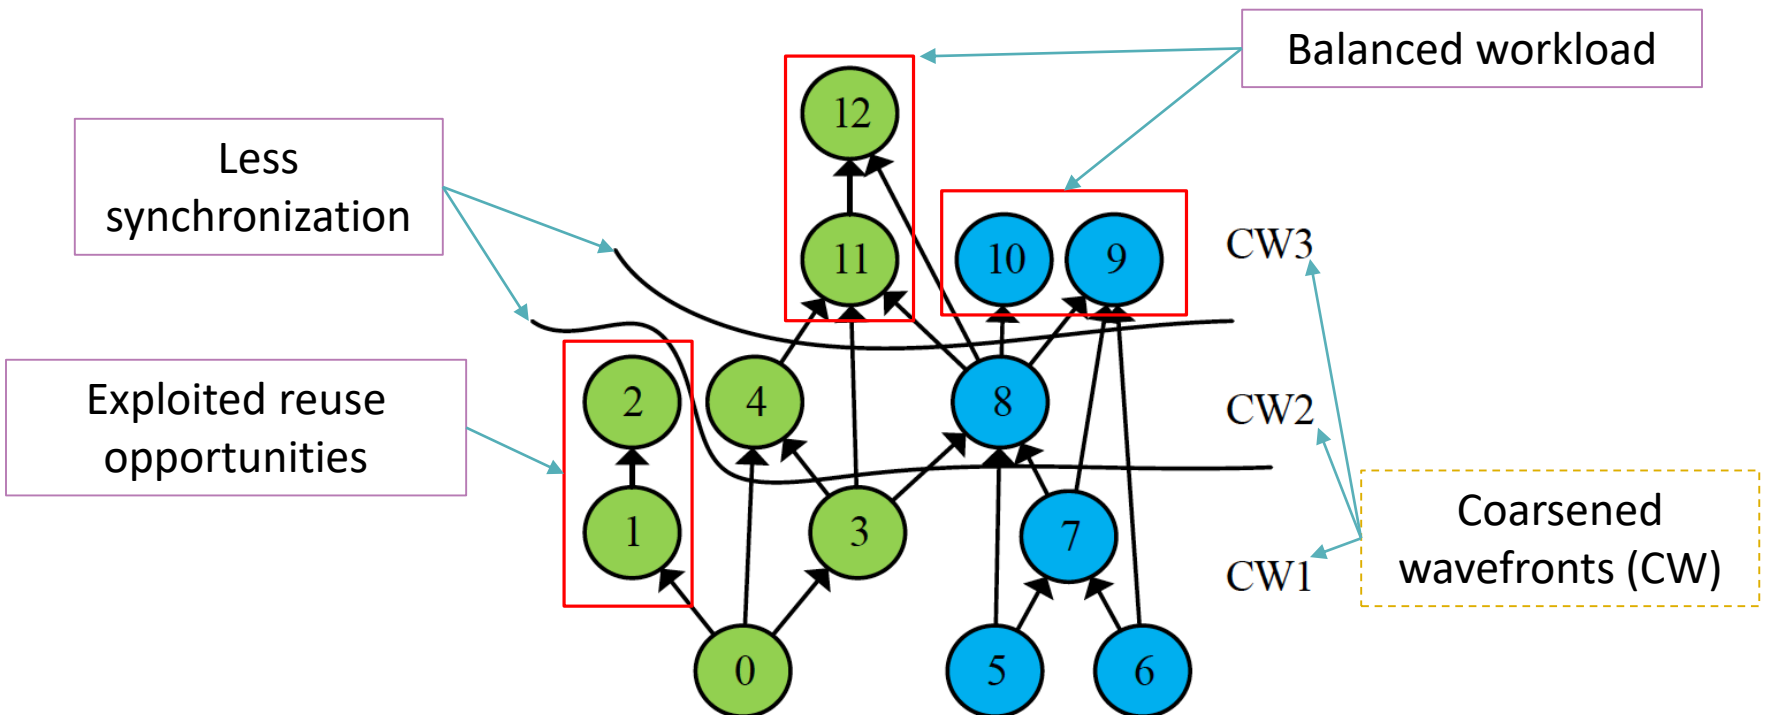 Balanced workload
12
Less
synchronization
11
10
9
CW3
Exploited reuse
opportunities
2
4
8
CW2
1
3
7
CW1
Coarsened
wavefronts (CW)
0
5
6